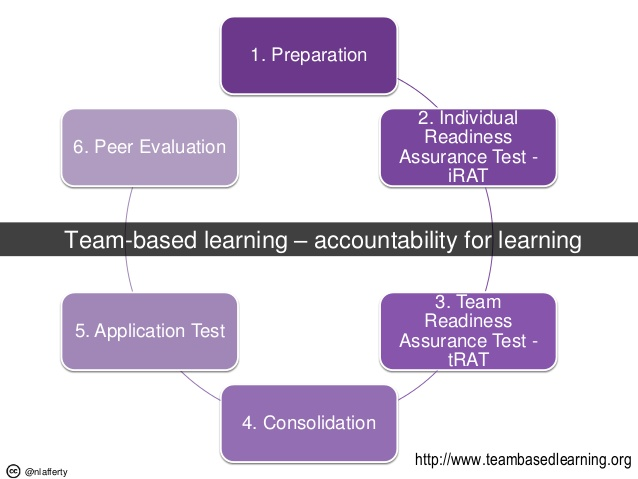 1. Preparation
2. Individual
Readiness
Assurance Test -
iRAT
6. Peer Evaluation
Team-based learning – accountability for learning
3. Team
Readiness
Assurance Test -
tRAT
5. Application Test
4. Consolidation
http://www.teambasedlearning.org
cc
@nlafferty